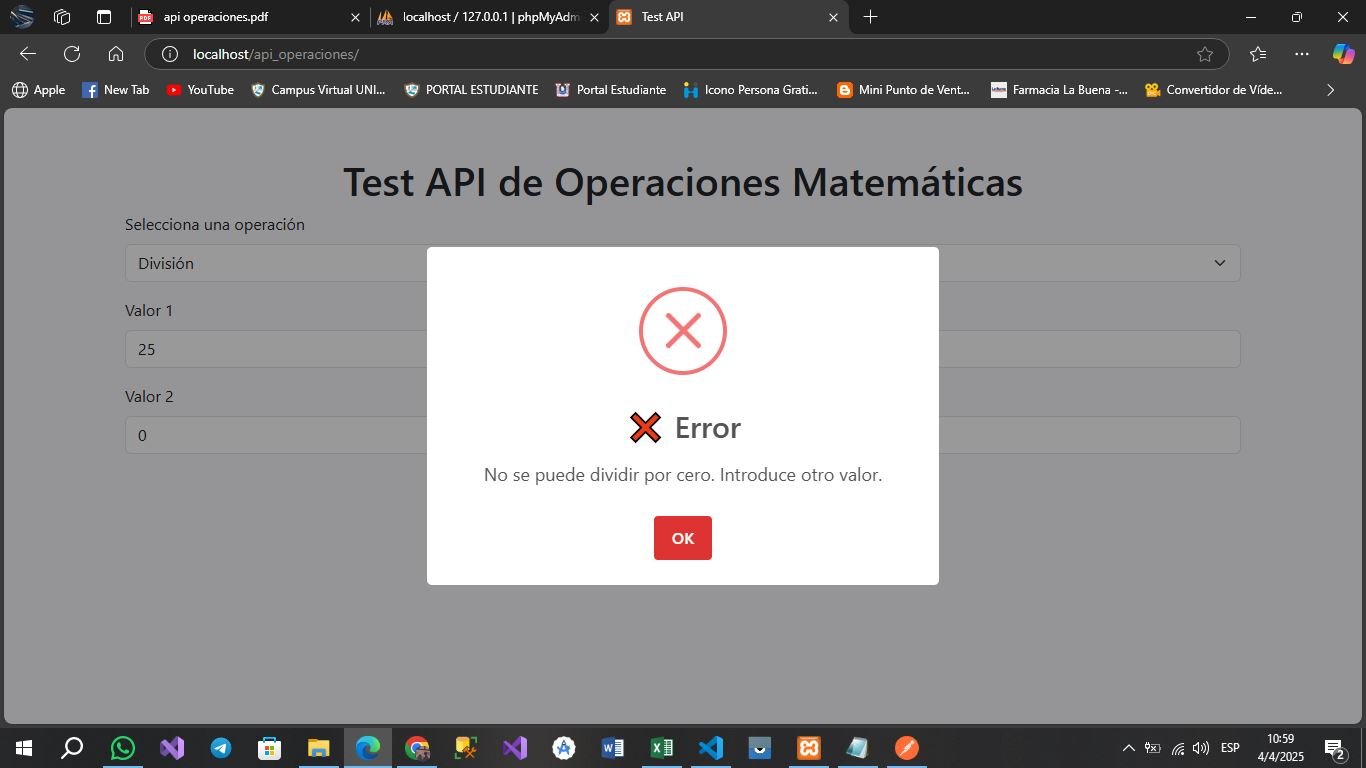 api operaciones.pdf
localhost / 127.0.0.1 | phpMyAdm
Test API
localhost/api_operaciones/
Apple
New Tab
YouTube
Campus Virtual UNI...
PORTAL ESTUDIANTE
Portal Estudiante
Icono Persona Grati...
Mini Punto de Vent...
Farmacia La Buena -...
Convertidor de Víde...
Test API de Operaciones Matemáticas
Selecciona una operación
División
Valor 1
25
Valor 2
0
Error
No se puede dividir por cero. Introduce otro valor.
OK
ESP
10:59
4/4/2025
2